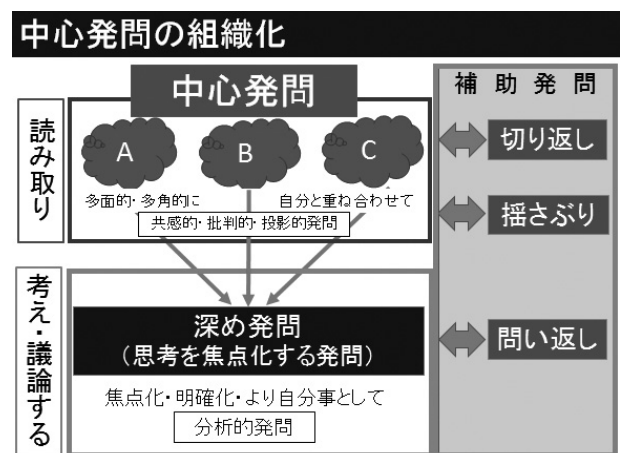 中心発問の組織化
中心発問
読み取り
A
B
C
多面的・多角的に
自分と重ね合わせて
共感的・批判的・投影的発問
考え・議論する
深め発問
(思考を焦点化する発問)
焦点化・明確化・より自分事として
分析的発問
補助発問
切り返し
揺さぶり
問い返し